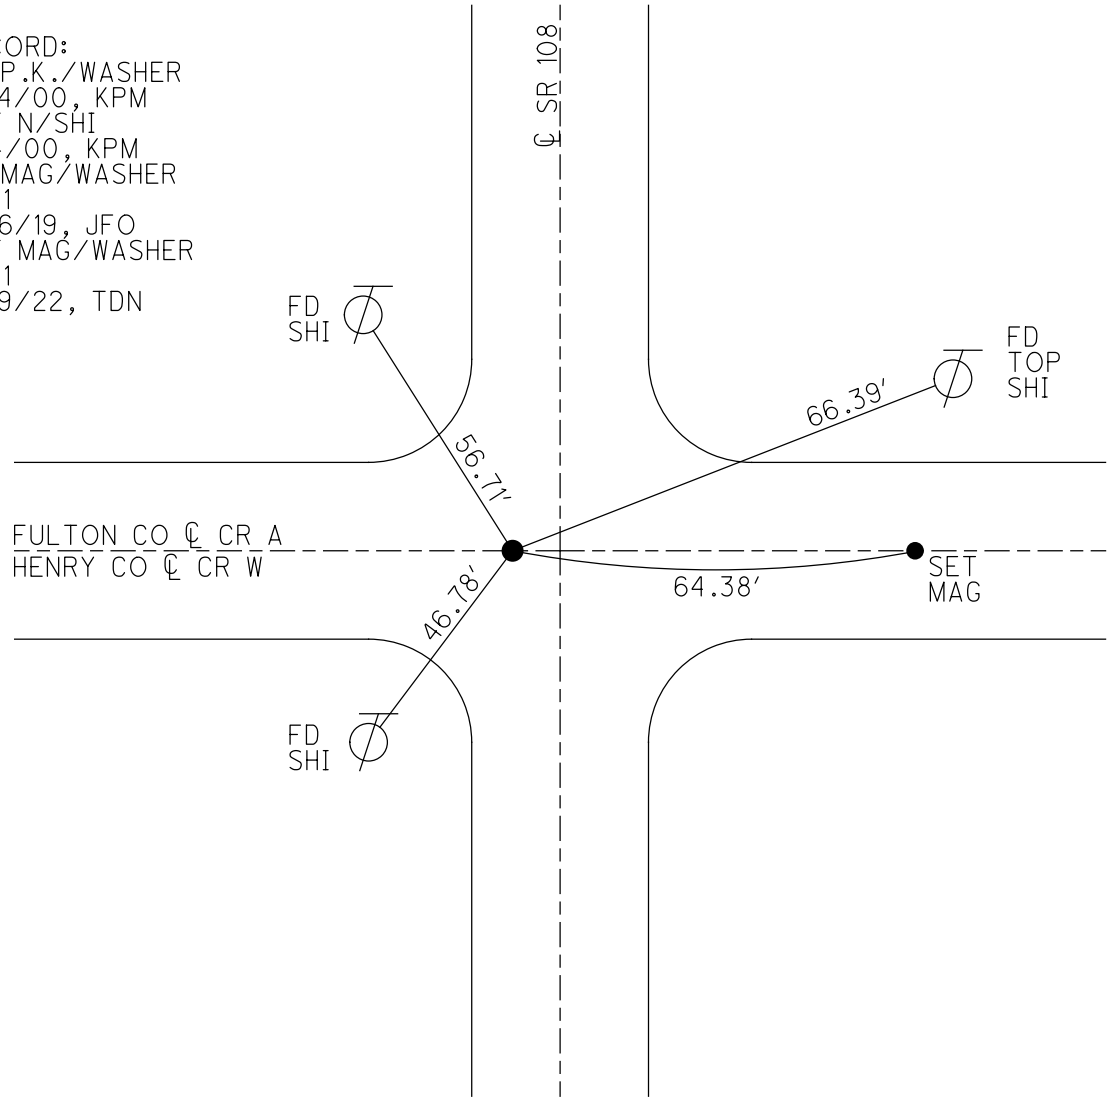 CORD:
P.K./WASHER
4/00, KPM
N/SHI
/00, KPM
MAG/WASHER
1
6/19, JFO
MAG/WASHER
1
9/22, TDN
℄ SR 108
FD
SHI
FD
TOP
SHI
66.39'
56.71'
FULTON CO ℄ CR A
HENRY CO ℄ CR W
64.38'
SET
MAG
46.78'
FD
SHI